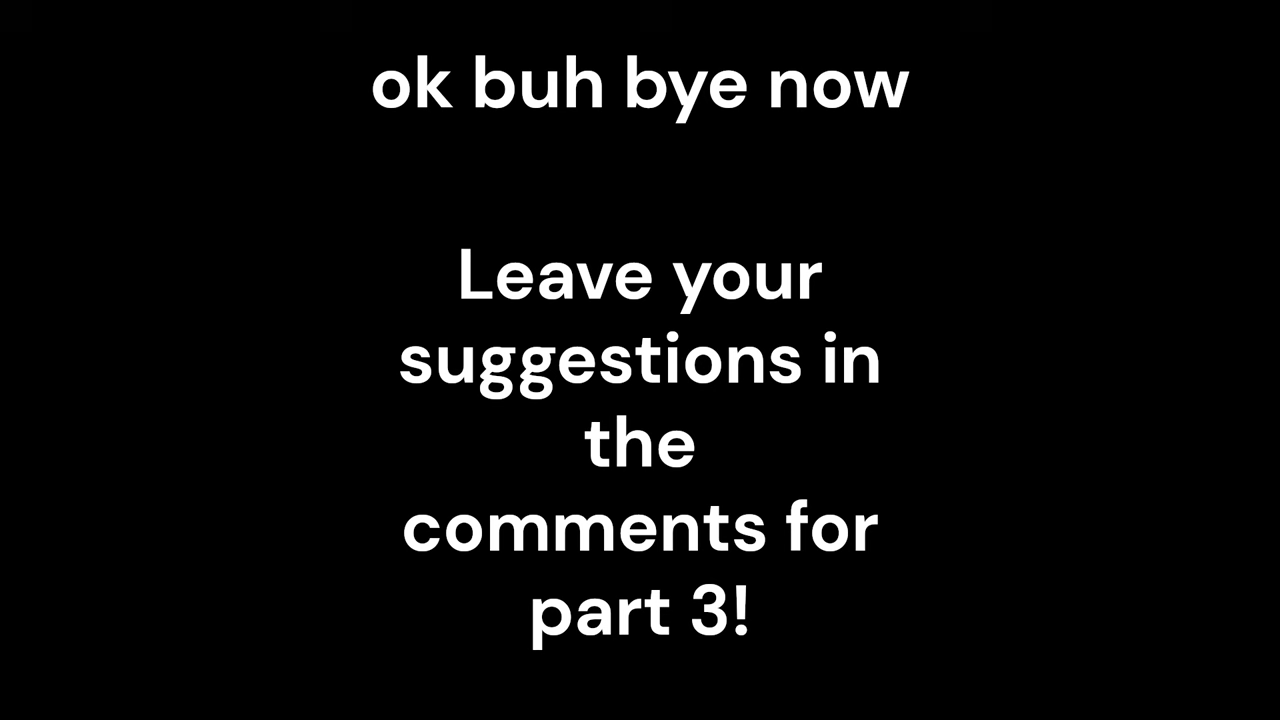 ok buh bye now
Leave your
suggestions in
the
comments for
part 3!